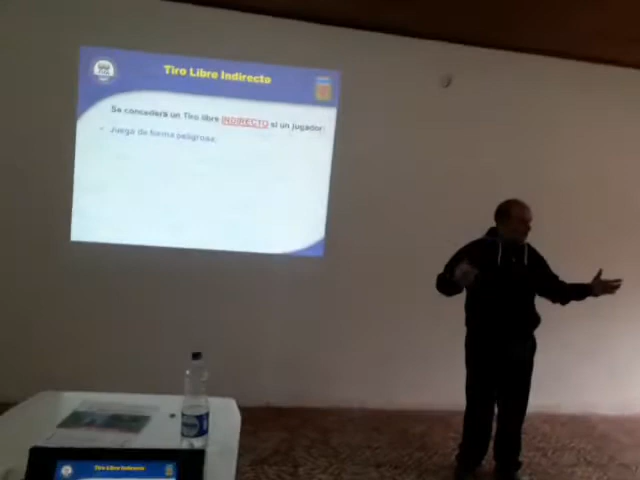 Tiro Libre Indirecto
Se concederá un Tiro libre INDIRECTO si un jugador:
- Juega de forma peligrosa.
Tiro Libre Indirecto